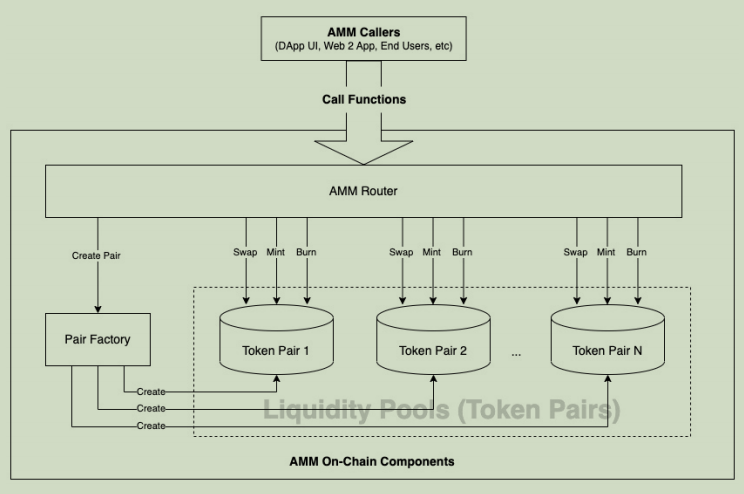 AMM Callers
(DApp UI, Web 2 App, End Users, etc)
Call Functions
AMM Router
Create Pair
Swap Mint Burn
Swap Mint Burn
Swap Mint Burn
Pair Factory
Token Pair 1
Token Pair 2
...
Token Pair N
Create
Create
Create
Liquidity Pools (Token Pairs)
AMM On-Chain Components